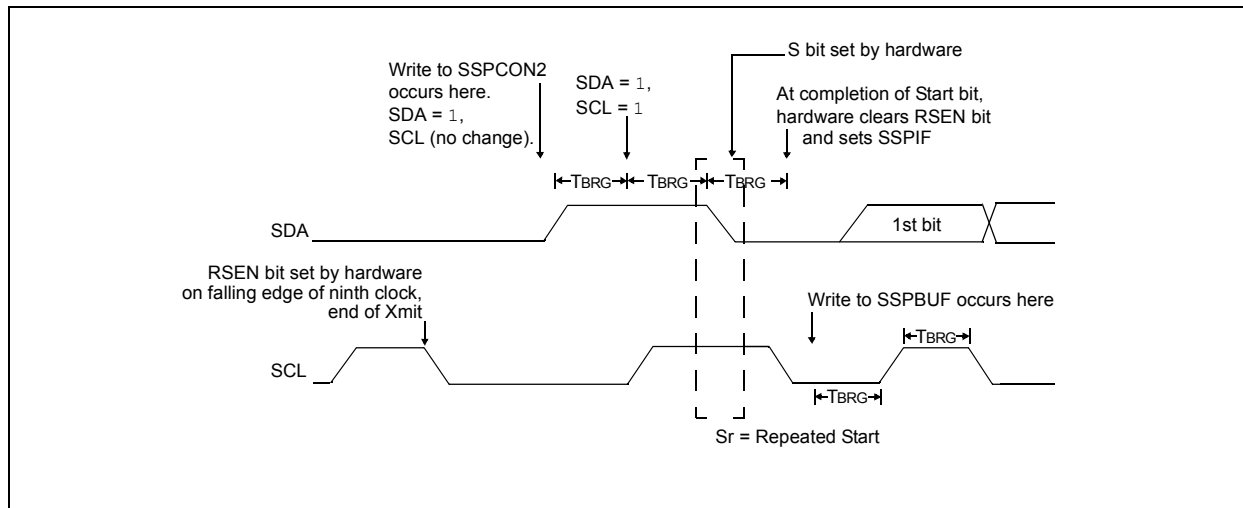 S bit set by hardware
Write to SSPCON2
occurs here.
SDA = 1,
SCL (no change).
SDA = 1,
SCL = 1
At completion of Start bit,
hardware clears RSEN bit
and sets SSPIF
TBRG
TBRG
TBRG
SDA
1st bit
RSEN bit set by hardware
on falling edge of ninth clock,
end of Xmit
Write to SSPBUF occurs here
TBRG
SCL
TBRG
Sr = Repeated Start